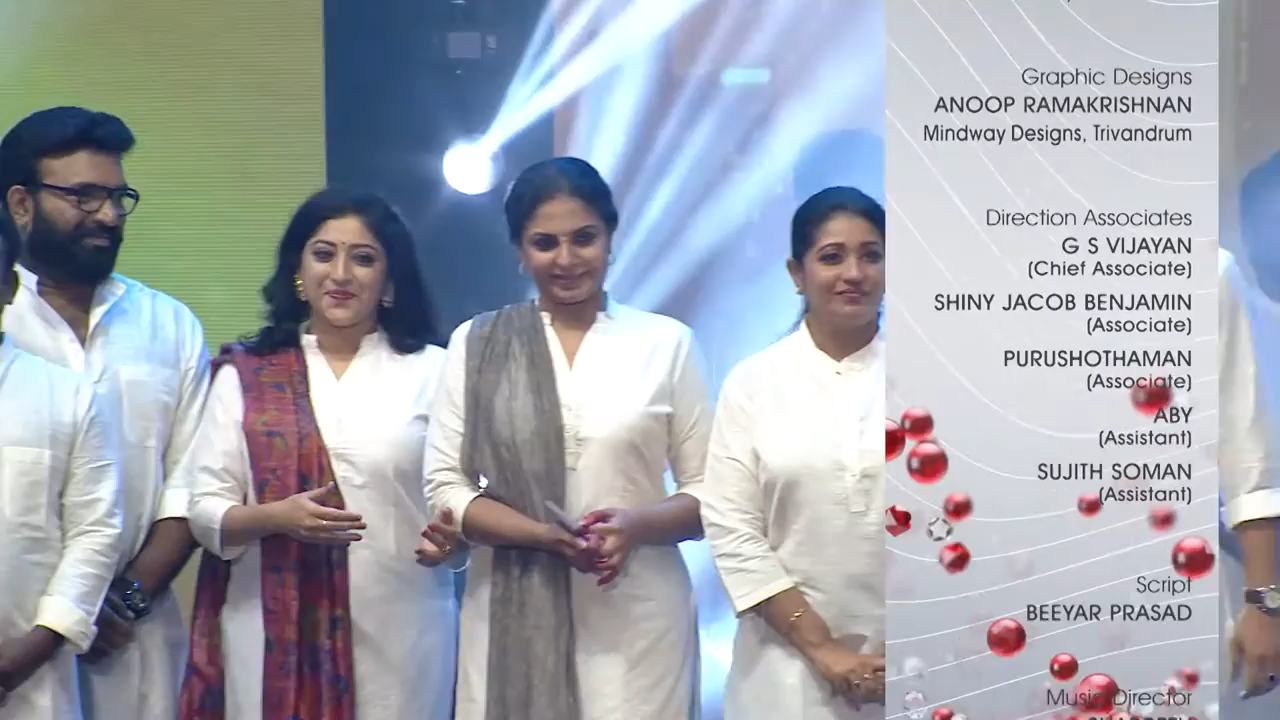 Graphic Designs
ANOOP RAMAKRISHNAN
Mindway Designs, Trivandrum
Direction Associates
G S VIJAYAN
(Chief Associate)
SHINY JACOB BENJAMIN
(Associate)
PURUSHOTHAMAN
(Associate)
ABY
(Assistant)
SUJITH SOMAN
(Assistant)
Script
BEEYAR PRASAD
Music Director